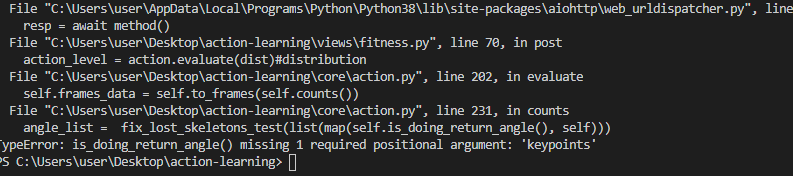 File "C:\Users\user\AppData\Local\Programs\Python\Python38\lib\site-packages\aiohttp\web_urldispatcher.py", line
resp = await method()
File "C:\Users\user\Desktop\action-learning\views\fitness.py", line 70, in post
action_level = action.evaluate(dist)#distribution
File "C:\Users\user\Desktop\action-learning\core\action.py", line 202, in evaluate
self.frames_data = self.to_frames(self.counts())
File "C:\Users\user\Desktop\action-learning\core\action.py", line 231, in counts
angle_list =  fix_lost_skeletons_test(list(map(self.is_doing_return_angle(), self)))
TypeError: is_doing_return_angle() missing 1 required positional argument: 'keypoints'
PS C:\Users\user\Desktop\action-learning>